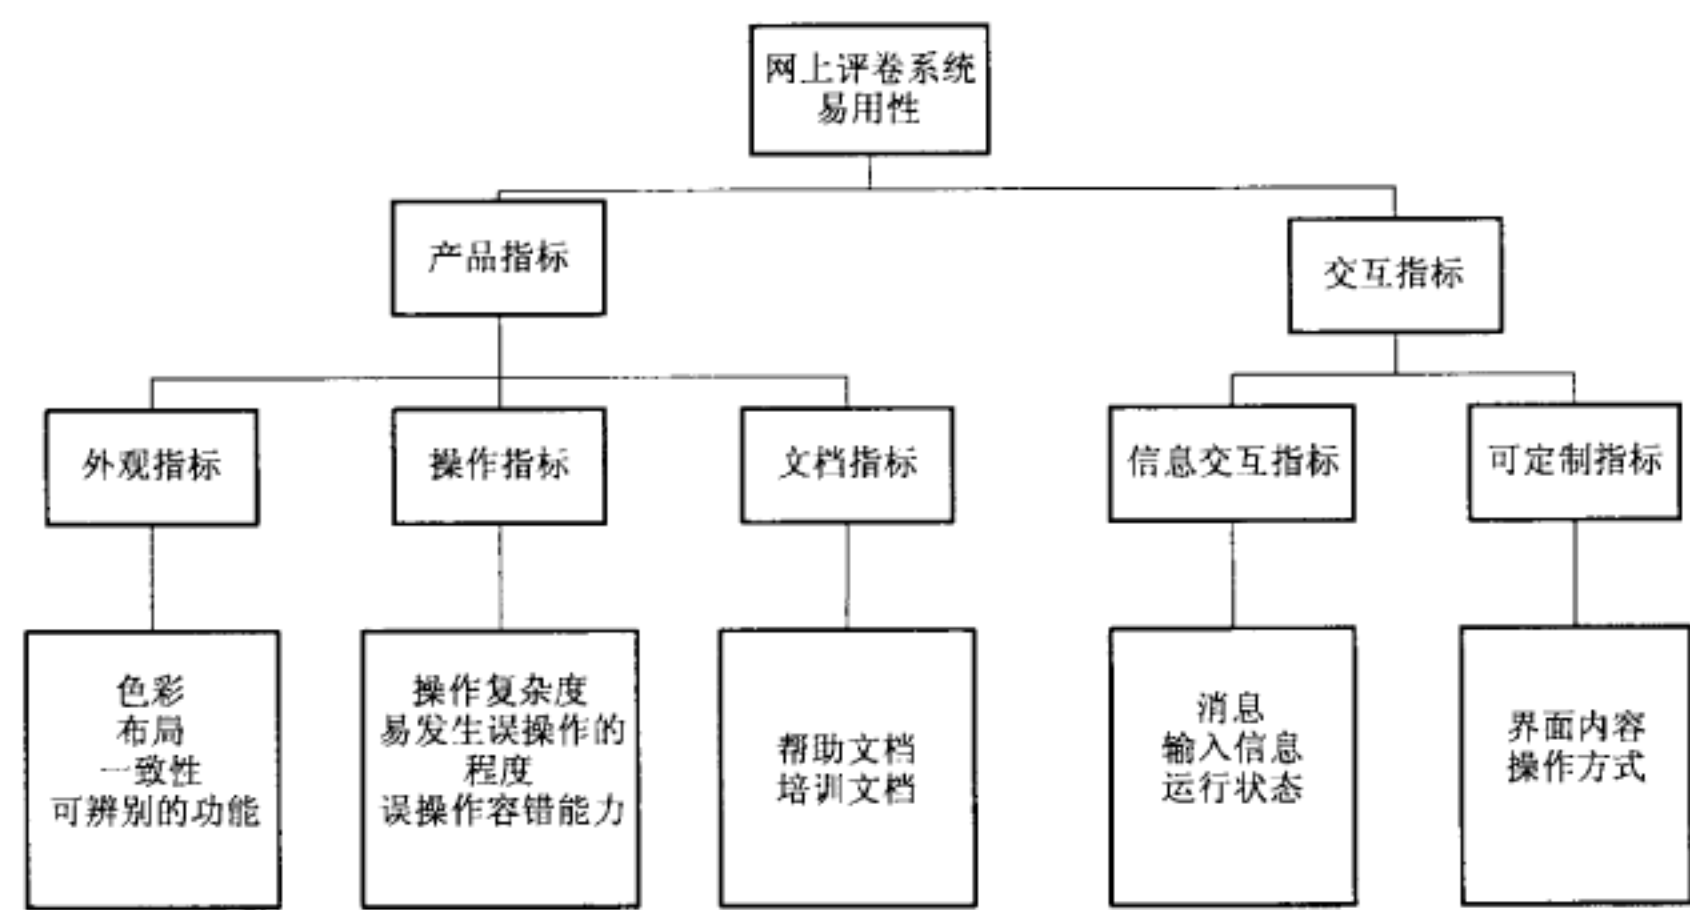 网上评卷系统
易用性
产品指标
交互指标
外观指标
操作指标
文档指标
信息交互指标
可定制指标
色彩
布局
一致性
可辨别的功能
操作复杂度
易发生误操作的
程度
误操作容错能力
帮助文档
培训文档
消息
输入信息
运行状态
界面内容
操作方式